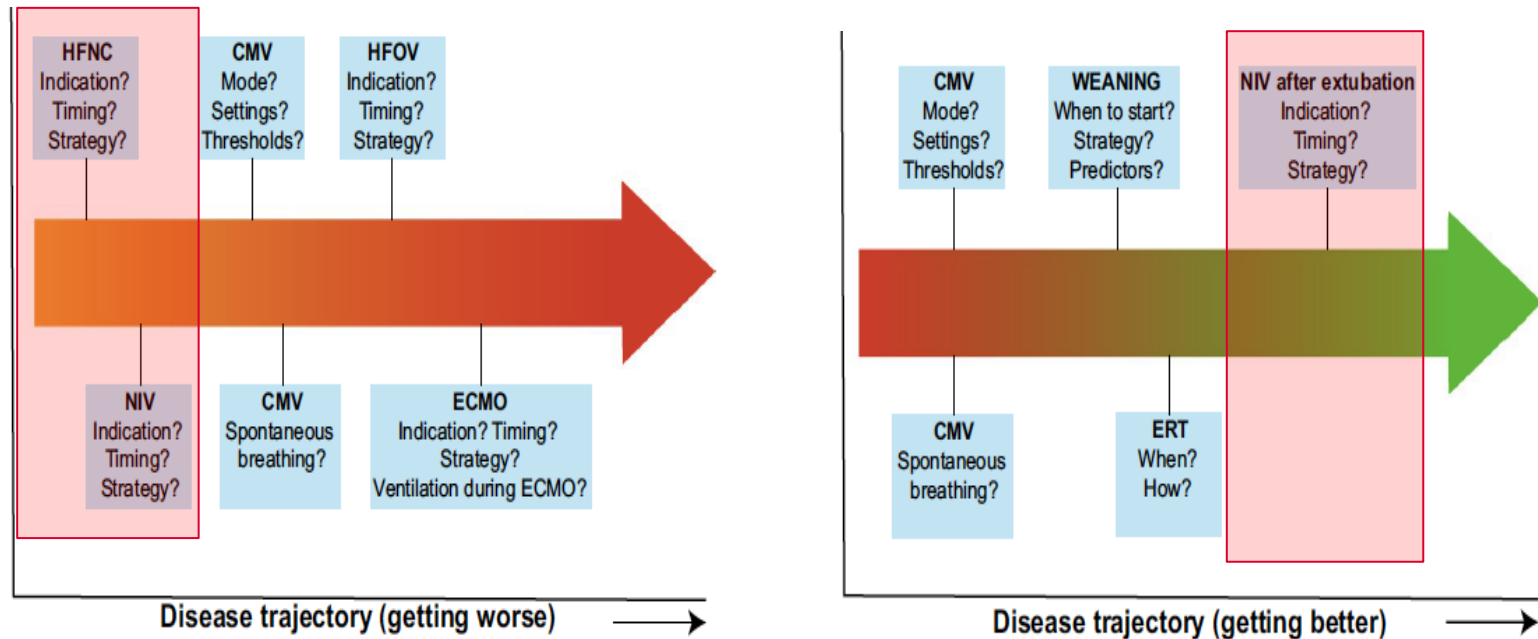 HFNC
Indication?
Timing?
Strategy?
CMV
Mode?
Settings?
Thresholds?
HFOV
Indication?
Timing?
Strategy?
NIV
Indication?
Timing?
Strategy?
CMV
Spontaneous
breathing?
ECMO
Indication? Timing?
Strategy?
Ventilation during ECMO?
Disease trajectory (getting worse)
CMV
Mode?
Settings?
Thresholds?
WEANING
When to start?
Strategy?
Predictors?
NIV after extubation
Indication?
Timing?
Strategy?
CMV
Spontaneous
breathing?
ERT
When?
How?
Disease trajectory (getting better)